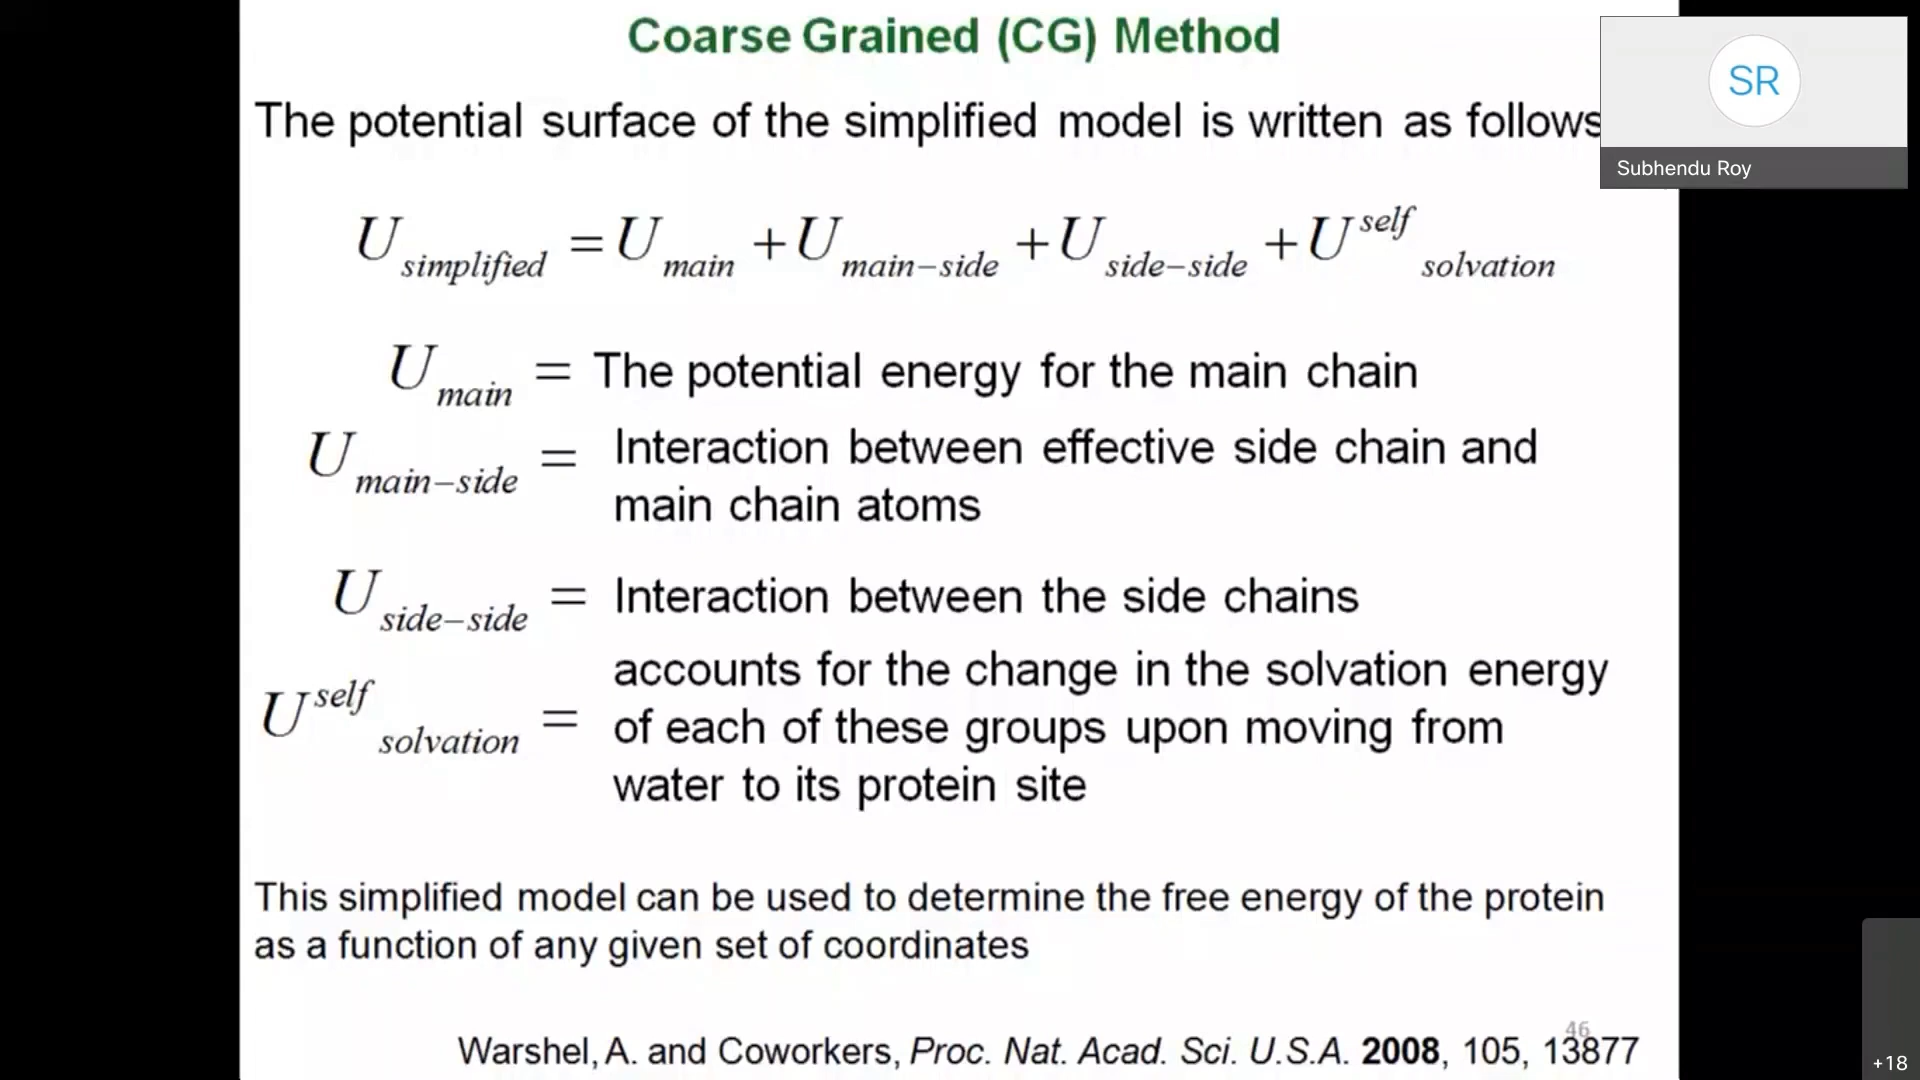 Coarse Grained (CG) Method
SR
Subhendu Roy
The potential surface of the simplified model is written as follows
U simplified = U main + U main−side + U side−side + U self solvation
U main = The potential energy for the main chain
U main−side = Interaction between effective side chain and
main chain atoms
U side−side = Interaction between the side chains
accounts for the change in the solvation energy
U self solvation = of each of these groups upon moving from
water to its protein site
This simplified model can be used to determine the free energy of the protein
as a function of any given set of coordinates
46
Warshel, A. and Coworkers, Proc. Nat. Acad. Sci. U.S.A. 2008, 105, 13877
+18